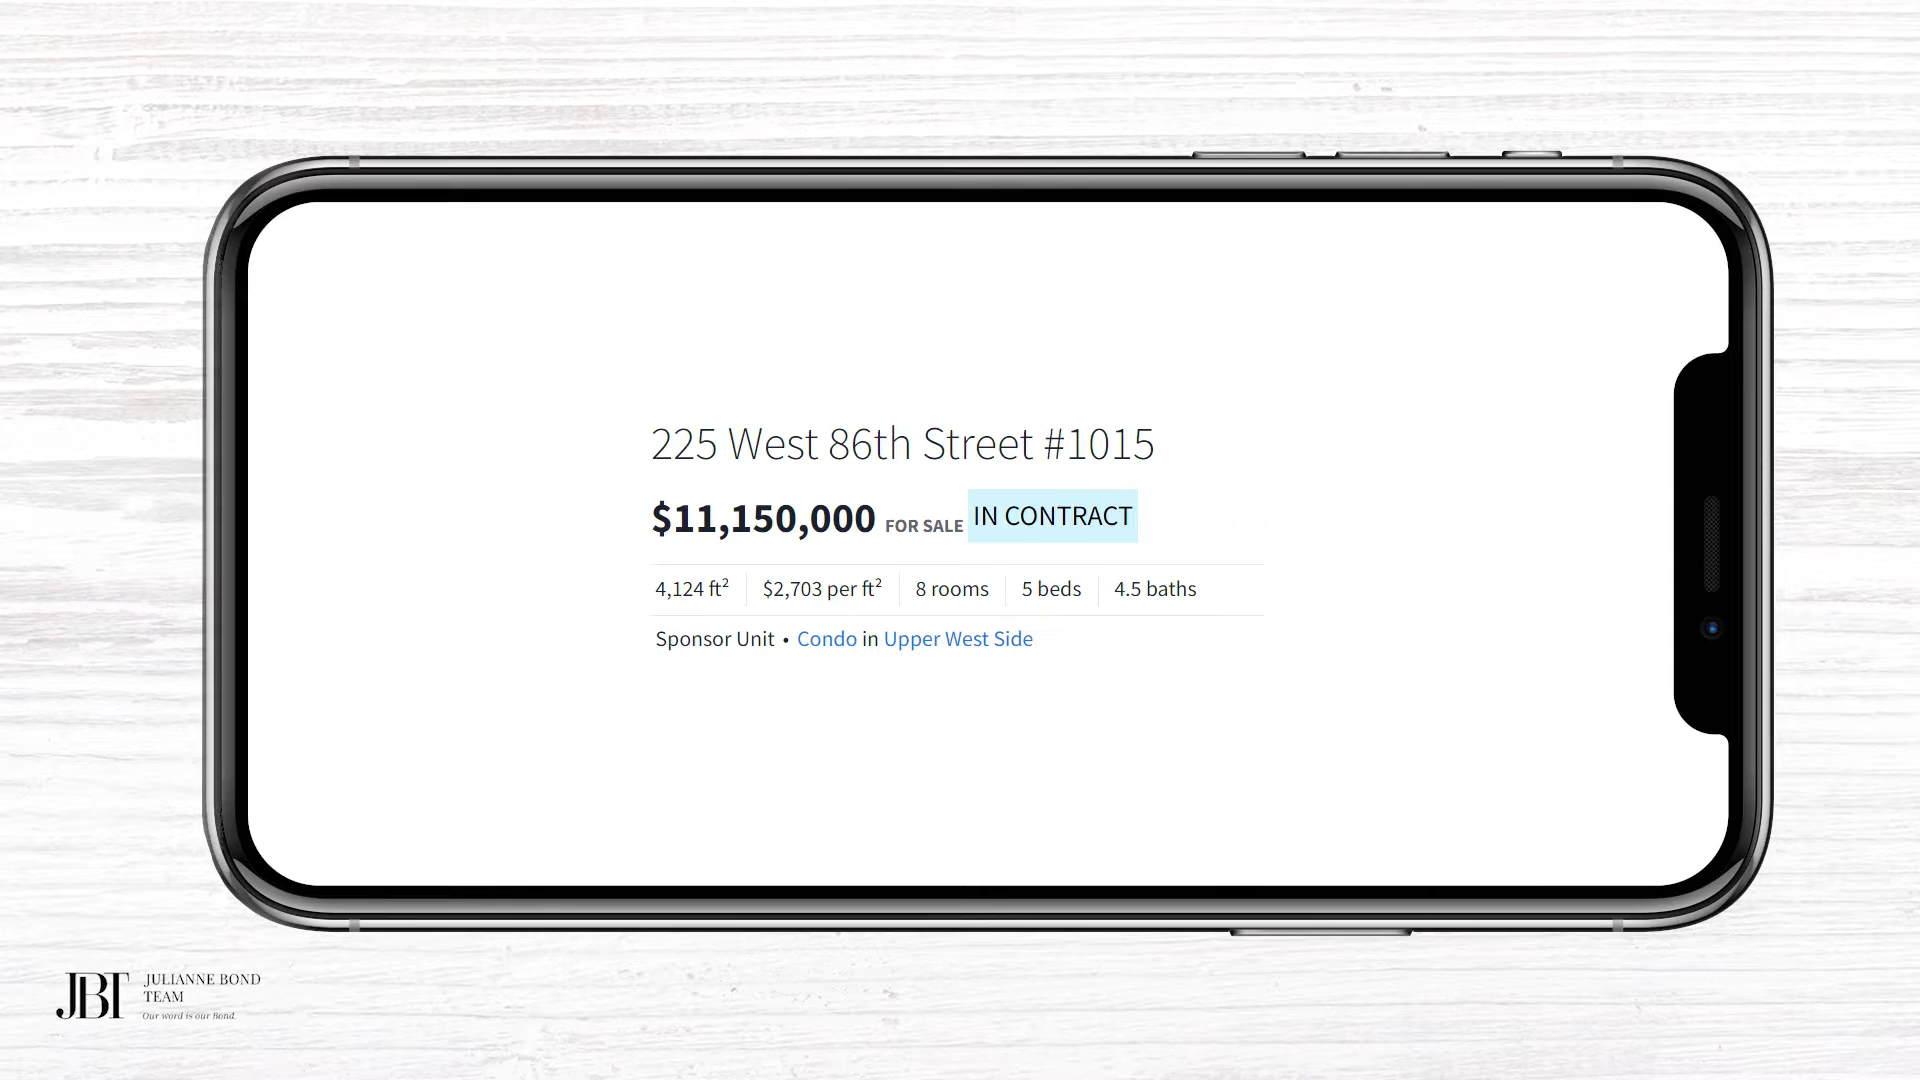 225 West 86th Street #1015
$11,150,000 FOR SALE IN CONTRACT
4,124 ft² $2,703 per ft² 8 rooms 5 beds 4.5 baths
Sponsor Unit • Condo in Upper West Side
JBT
JULIANNE BOND
TEAM
Our word is our Bond.